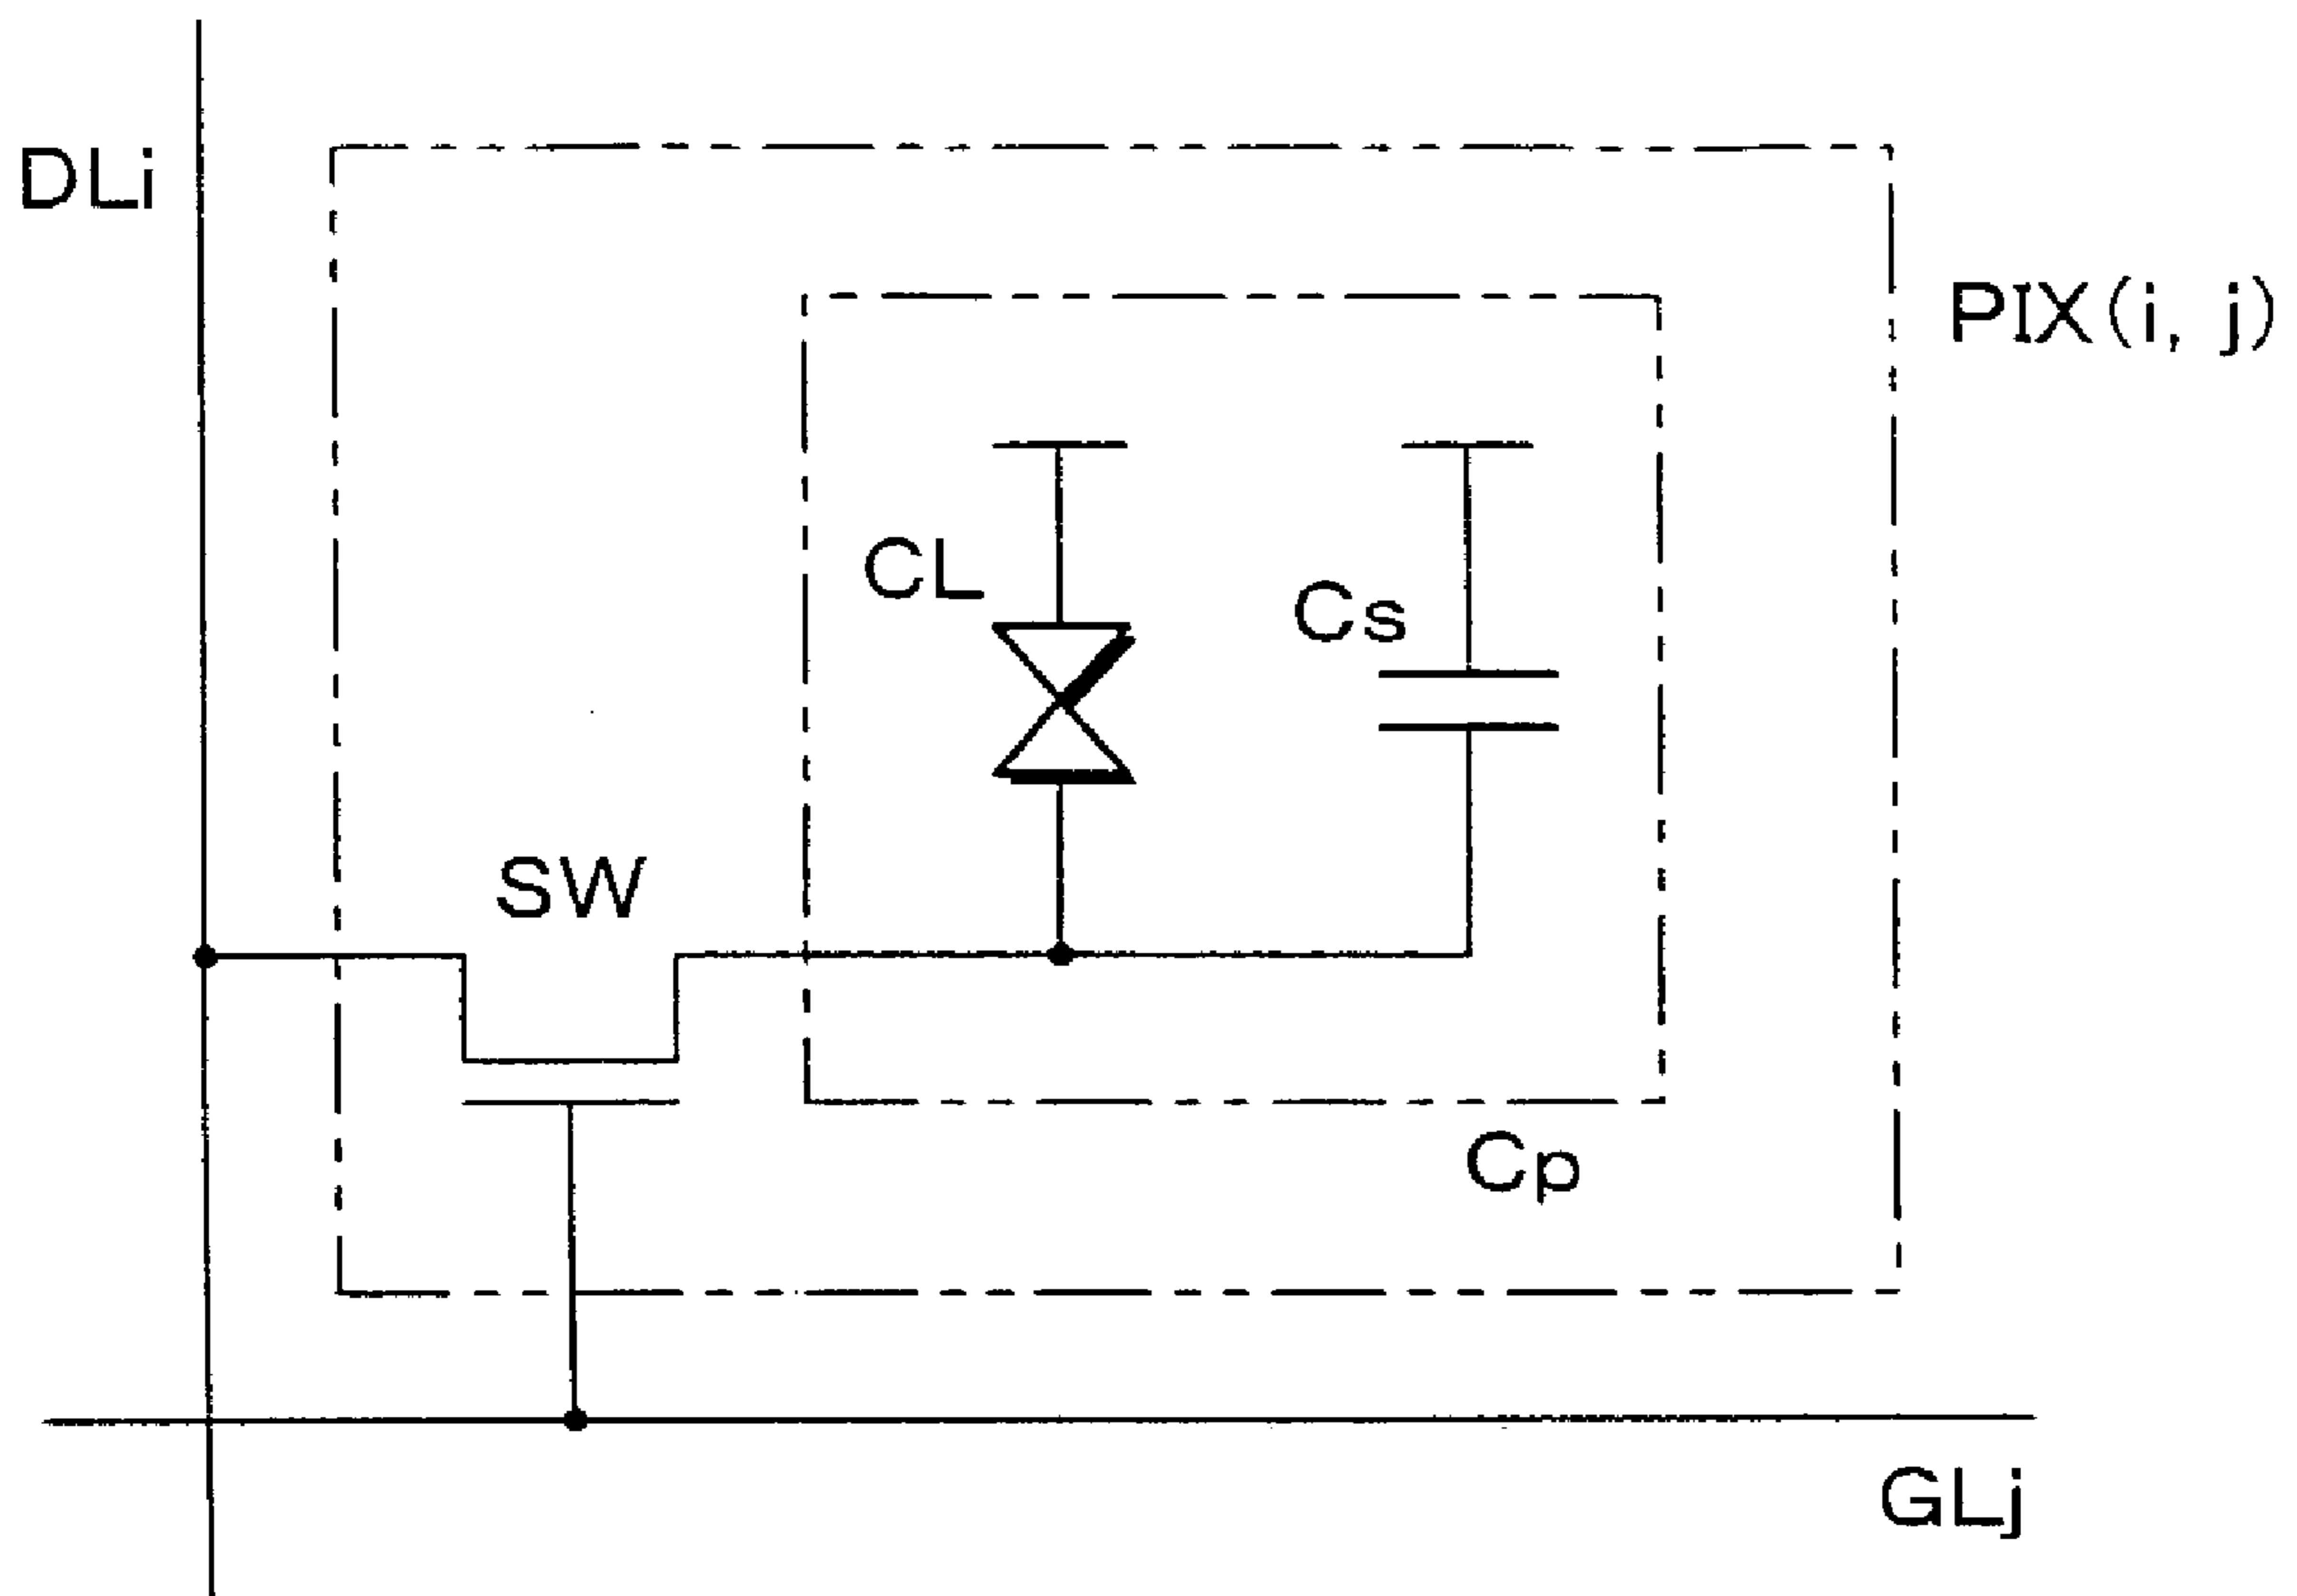 DLi
PIX(i, j)
CL
Cs
SW
Cp
GLj